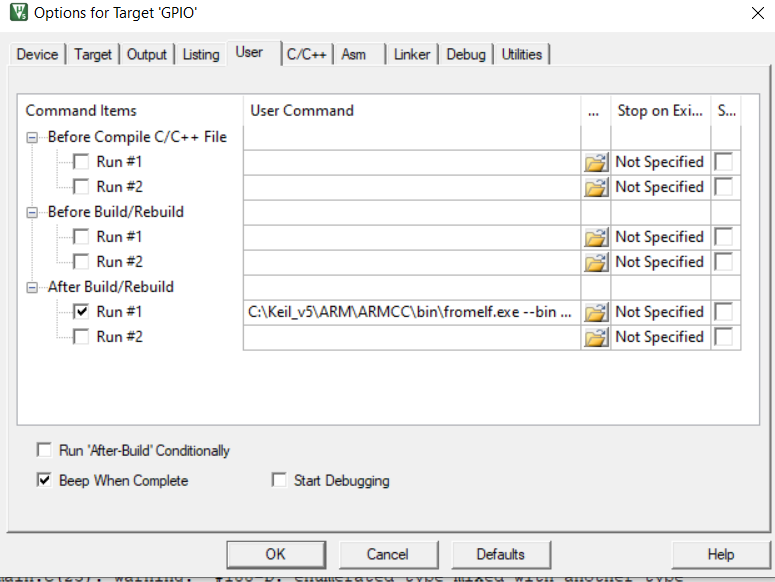 Options for Target 'GPIO'
Device Target Output Listing User C/C++ Asm Linker Debug Utilities
Command Items User Command ... Stop on Exi... S...
Before Compile C/C++ File
Run #1 Not Specified
Run #2 Not Specified
Before Build/Rebuild
Run #1 Not Specified
Run #2 Not Specified
After Build/Rebuild
Run #1 C:\Keil_v5\ARM\ARMCC\bin\fromelf.exe --bin ... Not Specified
Run #2 Not Specified
Run 'After-Build' Conditionally
Beep When Complete Start Debugging
OK Cancel Defaults Help
warning: enumerated type mixed with another type